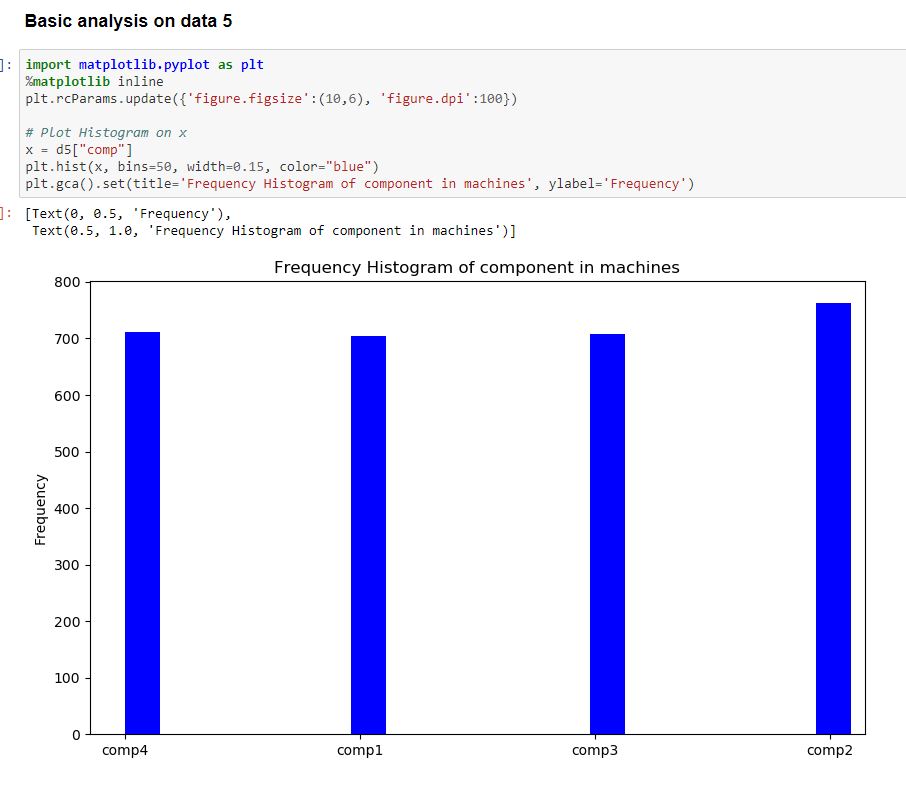 Basic analysis on data 5
]: import matplotlib.pyplot as plt
%matplotlib inline
plt.rcParams.update({'figure.figsize':(10,6), 'figure.dpi':100})
# Plot Histogram on x
x = d5["comp"]
plt.hist(x, bins=50, width=0.15, color="blue")
plt.gca().set(title='Frequency Histogram of component in machines', ylabel='Frequency')
]: [Text(0, 0.5, 'Frequency'),
Text(0.5, 1.0, 'Frequency Histogram of component in machines')]
Frequency Histogram of component in machines
800
700
600
500
400
300
200
100
0
Frequency
comp4 comp1 comp3 comp2